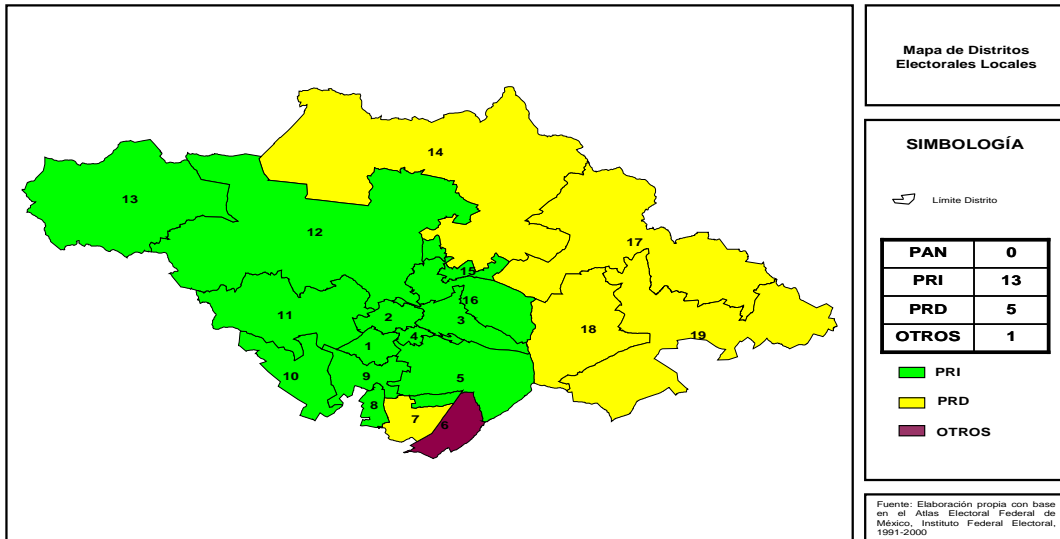 Mapa de Distritos
Electorales Locales
SIMBOLOGÍA
Límite Distrito
PAN 0
PRI 13
PRD 5
OTROS 1
PRI
PRD
OTROS
Fuente: Elaboración propia con base
en el Atlas Electoral Federal de
México, Instituto Federal Electoral,
1991-2000
14
13
12
17
15
16
11
2
3
18
19
4
1
10
9
5
8
7
6